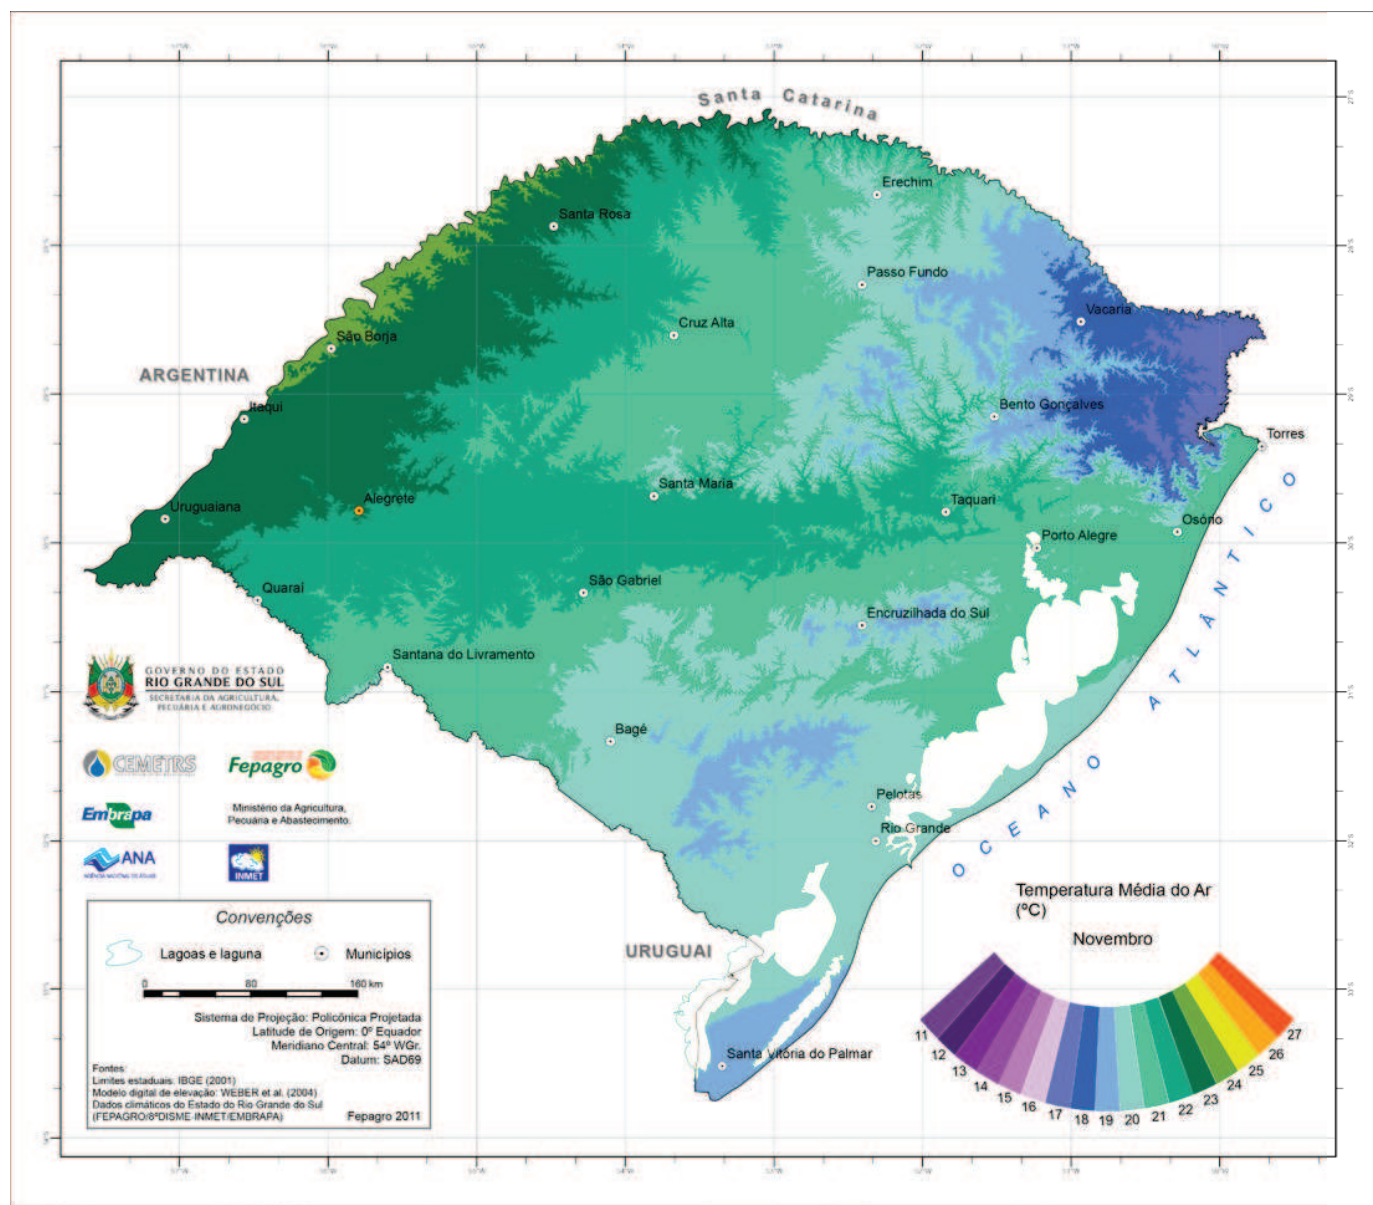 Santa Catarina
27°S
Erechim
Santa Rosa
Passo Fundo
Vacaria
Cruz Alta
São Borja
ARGENTINA
Itaqui
Bento Gonçalves
Torres
Santa Maria
Alegrete
Uruguaiana
Taquari
Osório
Porto Alegre
Quaraí
São Gabriel
Encruzilhada do Sul
Santana do Livramento
OCEANO ATLÂNTICO
GOVERNO DO ESTADO
RIO GRANDE DO SUL
SECRETARIA DA AGRICULTURA,
PECUÁRIA E AGRONEGÓCIO
Bagé
CEMETRS
Fepagro
Pelotas
Embrapa
Ministério da Agricultura,
Pecuária e Abastecimento.
Rio Grande
ANA
INMET
Convenções
Lagoas e laguna
Municípios
0 80 160 km
Sistema de Projeção: Policônica Projetada
Latitude de Origem: 0º Equador
Meridiano Central: 54º WGr.
Datum: SAD69
Fontes:
Limites estaduais: IBGE (2001)
Modelo digital de elevação: WEBER et al. (2004)
Dados climáticos do Estado do Rio Grande do Sul
(FEPAGRO/8ºDISME-INMET/EMBRAPA)
Fepagro 2011
URUGUAI
Santa Vitória do Palmar
Temperatura Média do Ar
(ºC)
Novembro
11 12 13 14 15 16 17 18 19 20 21 22 23 24 25 26 27